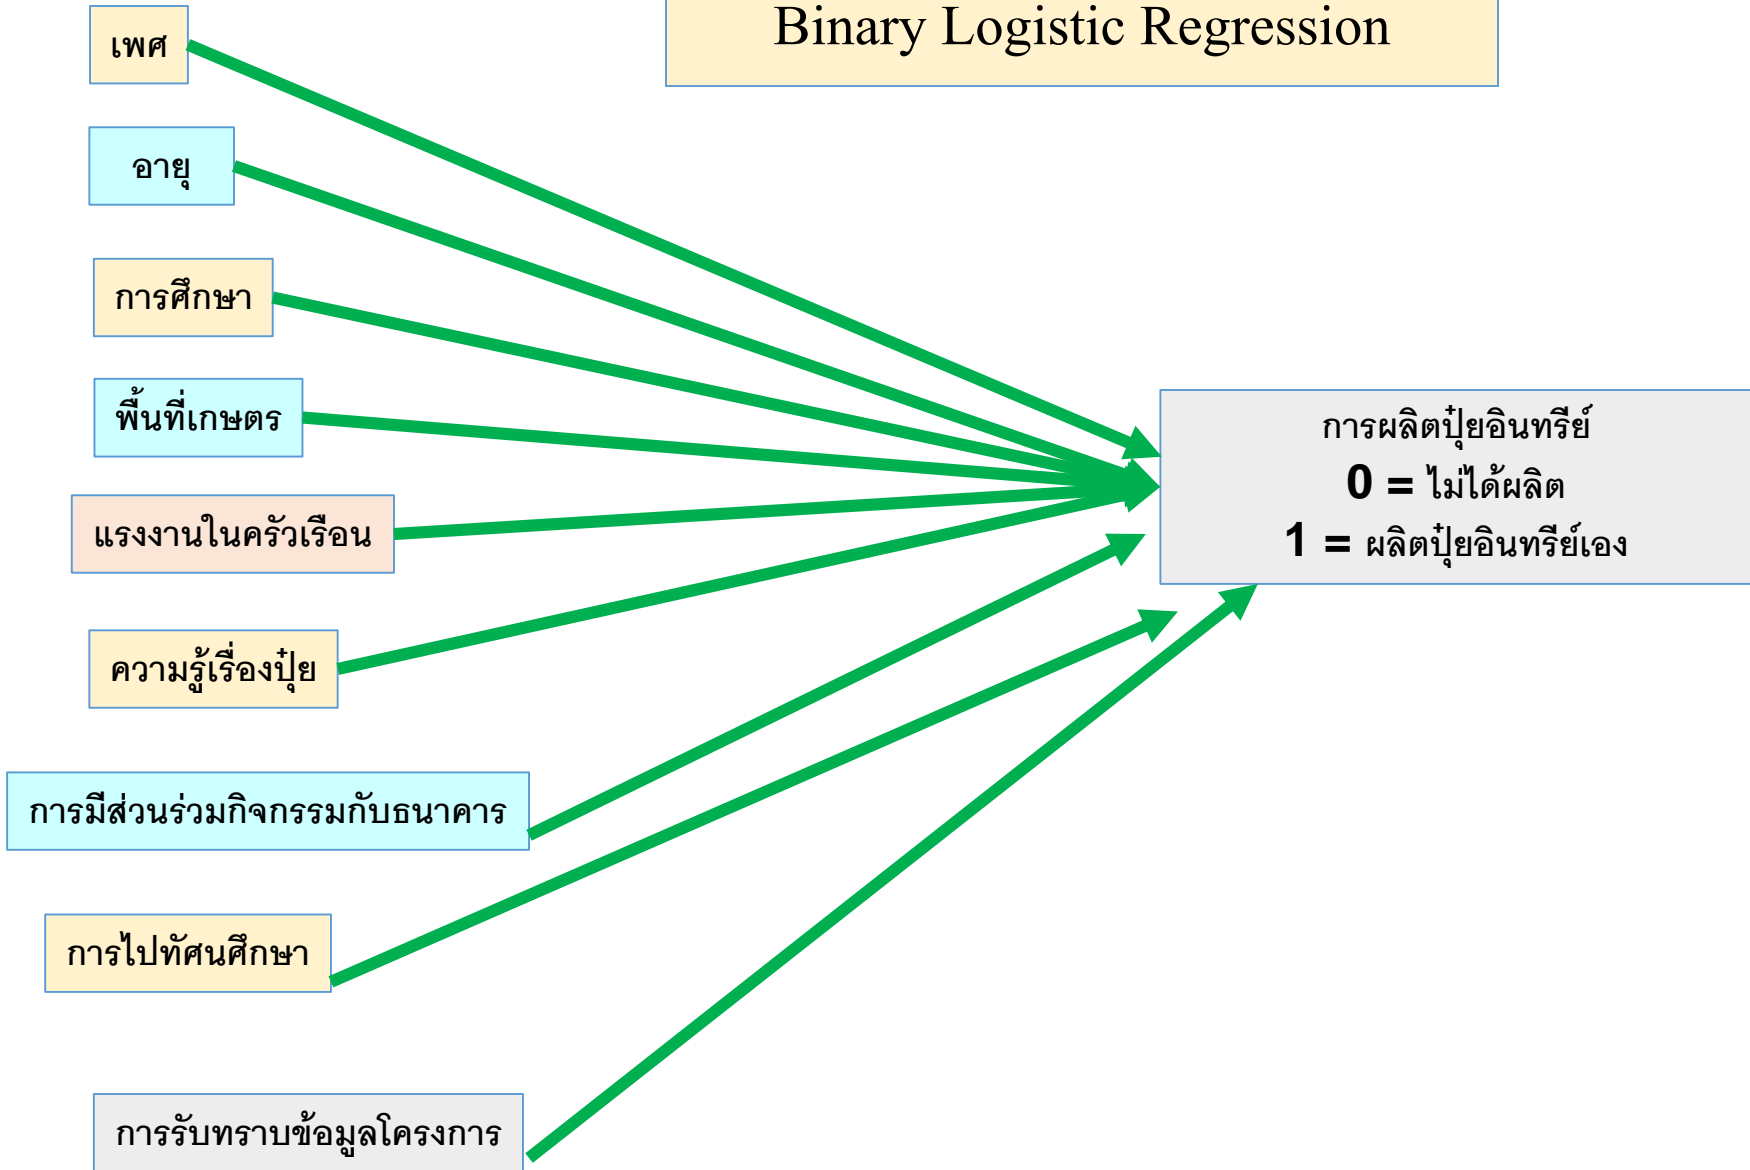 Binary Logistic Regression
เพศ
อายุ
การศึกษา
พื้นที่เกษตร
แรงงานในครัวเรือน
ความรู้เรื่องปุ๋ย
การมีส่วนร่วมกิจกรรมกับธนาคาร
การไปทัศนศึกษา
การรับทราบข้อมูลโครงการ
การผลิตปุ๋ยอินทรีย์
0 = ไม่ได้ผลิต
1 = ผลิตปุ๋ยอินทรีย์เอง